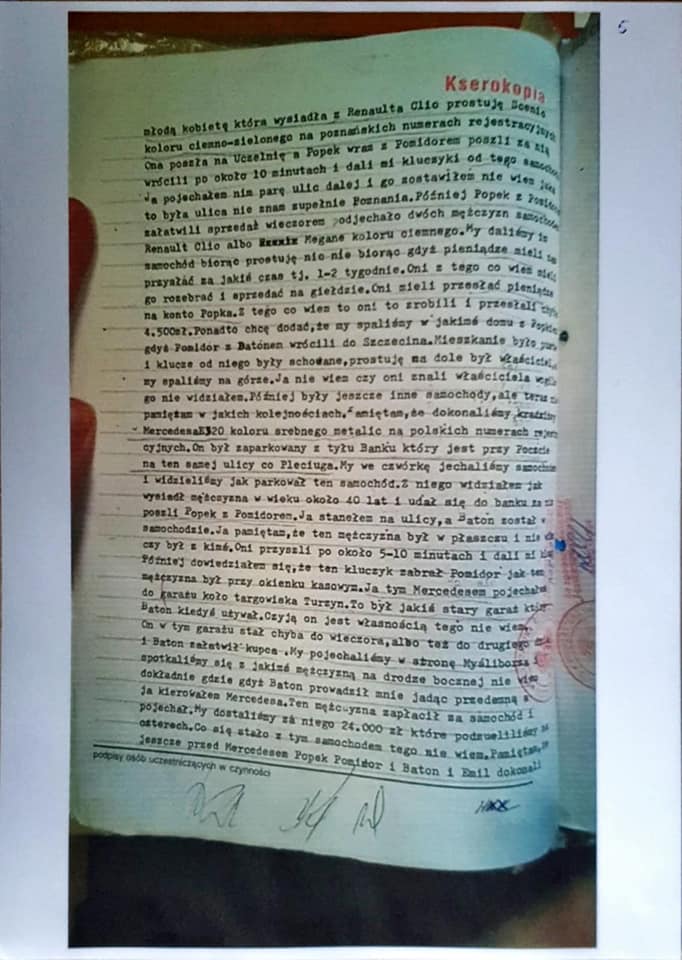 5
Kserokopia
młodą kobietę która wysiadła z Renaulta Clio prostuję Scenic
koloru ciemno-zielonego na poznańskich numerach rejestracyjnych
Ona poszła na Uczelnię a Popek wraz z Pomidorem poszli za nią
wrócili po około 10 minutach i dali mi kluczyki od tego samochodu
Ja pojechałem nim parę ulic dalej i go zostawiłem nie wiem jaka
to była ulica nie znam zupełnie Poznania.Później Popek z Pomidorem
załatwili sprzedaż wieczorem podjechało dwóch mężczyzn samochodem
Renault Clio albo Megane koloru ciemnego.My daliśmy im
samochód biorąc prostuję nic nie biorąc gdyż pieniądze mieli
przysłać za jakiś czas tj. 1-2 tygodnie.Oni z tego co wiem mieli
go rozebrać i sprzedać na giełdzie.Oni mieli przesłać pieniądze
na konto Popka.Z tego co wiem to oni to zrobili i przesłali chyba
4.500zł.Ponadto chcę dodać,że my spaliśmy w jakimś domu z Popkiem
gdyż Pomidor z Batonem wrócili do Szczecina.Mieszkanie było
i klucze od niego były schowane, prostuję na dole był właściciel,
my spaliśmy na górze.Ja nie wiem czy oni znali właściciela
go nie widziałem.Później były jeszcze inne samochody,ale teraz nie
pamiętam w jakich kolejnościach.Pamiętam,że dokonaliśmy kradzieży
MercedesaE320 koloru srebnego metalic na polskich numerach rejestra
cyjnych.On był zaparkowany z tyłu Banku który jest przy Poczcie
na ten samej ulicy co Pleciuga.My we czwórkę jechaliśmy samochodem
i widzieliśmy jak parkował ten samochód.Z niego widziałem jak
wysiadł mężczyzna w wieku około 40 lat i udał się do banku za nim
poszli Popek z Pomidorem.Ja stanełem na ulicy,a Baton został w
samochodzie.Ja pamiętam,że ten mężczyzna był w płaszczu i nie wiem
czy był z kimś.Oni przyszli po około 5-10 minutach i dali mi
Później dowiedziałem się,że ten kluczyk zabrał Pomidor jak ten
mężczyzna był przy okienku kasowym.Ja tym Mercedesem pojechałem
do garażu koło targowiska Turzyn.To był jakiś stary garaż który
Baton kiedyś używał.Czyją on jest własnością tego nie wiem.
On w tym garażu stał chyba do wieczora,albo też do drugiego
i Baton załatwił kupca .My pojechaliśmy w stronę Myśliborza i
spotkaliśmy się z jakimś mężczyzną na drodze bocznej nie wiem
dokładnie gdzie gdyż Baton prowadził mnie jadąc przedemną a
ja kierowałem Mercedesa.Ten mężczyzna zapłacił za samochód i
pojechał.My dostaliśmy za niego 24.000 zł które podzieliliśmy na
czterech.Co się stało z tym samochodem tego nie wiem.Pamiętam,że
jeszcze przed Mercedesem Popek Pomidor i Baton i Emil dokonali
podpisy osób uczestniczących w czynności